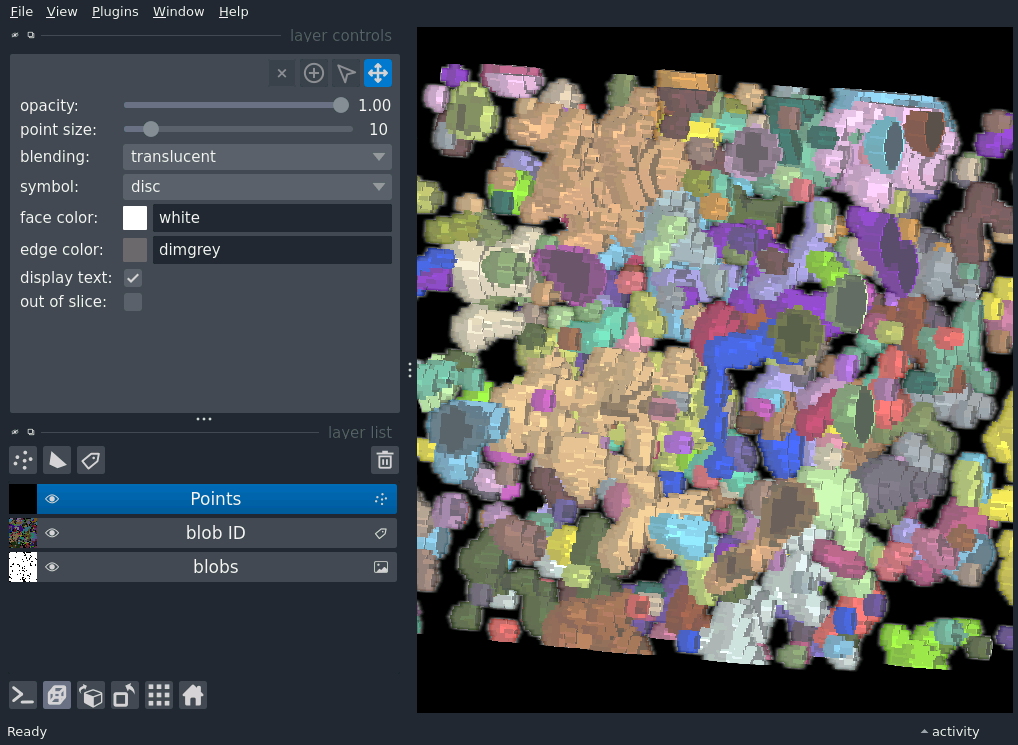 File View Plugins Window Help
layer controls
opacity: 1.00
point size: 10
blending: translucent
symbol: disc
face color: white
edge color: dimgrey
display text:
out of slice:
layer list
Points
blob ID
blobs
Ready activity